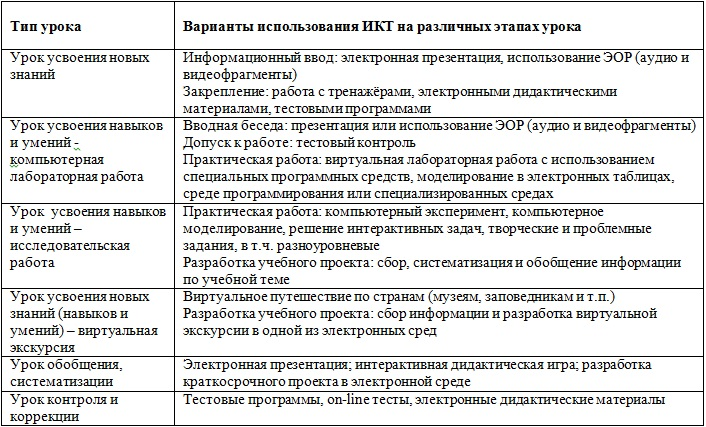 Тип урока
Варианты использования ИКТ на различных этапах урока
Урок усвоения новых
знаний
Информационный ввод: электронная презентация, использование ЭОР (аудио и
видеофрагменты)
Закрепление: работа с тренажёрами, электронными дидактическими
материалами, тестовыми программами
Урок усвоения навыков
и умений -
компьютерная
лабораторная работа
Вводная беседа: презентация или использование ЭОР (аудио и видеофрагменты)
Допуск к работе: тестовый контроль
Практическая работа: виртуальная лабораторная работа с использованием
специальных программных средств, моделирование в электронных таблицах,
среде программирования или специализированных средах
Урок усвоения навыков
и умений –
исследовательская
работа
Практическая работа: компьютерный эксперимент, компьютерное
моделирование, решение интерактивных задач, творческие и проблемные
задания, в т.ч. разноуровневые
Разработка учебного проекта: сбор, систематизация и обобщение информации
по учебной теме
Урок усвоения новых
знаний (навыков и
умений) – виртуальная
экскурсия
Виртуальное путешествие по странам (музеям, заповедникам и т.п.)
Разработка учебного проекта: сбор информации и разработка виртуальной
экскурсии в одной из электронных сред
Урок обобщения,
систематизации
Электронная презентация; интерактивная дидактическая игра; разработка
краткосрочного проекта в электронной среде
Урок контроля и
коррекции
Тестовые программы, on-line тесты, электронные дидактические материалы